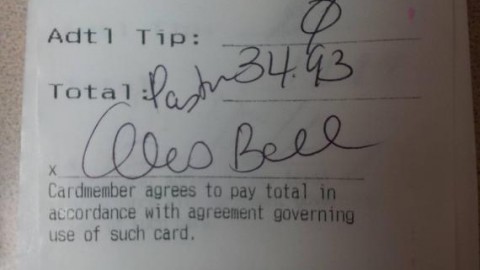 Adtl Tip: 0
Total: Pastor 34.93
x Alois Bell
Cardmember agrees to pay total in
accordance with agreement governing
use of such card.